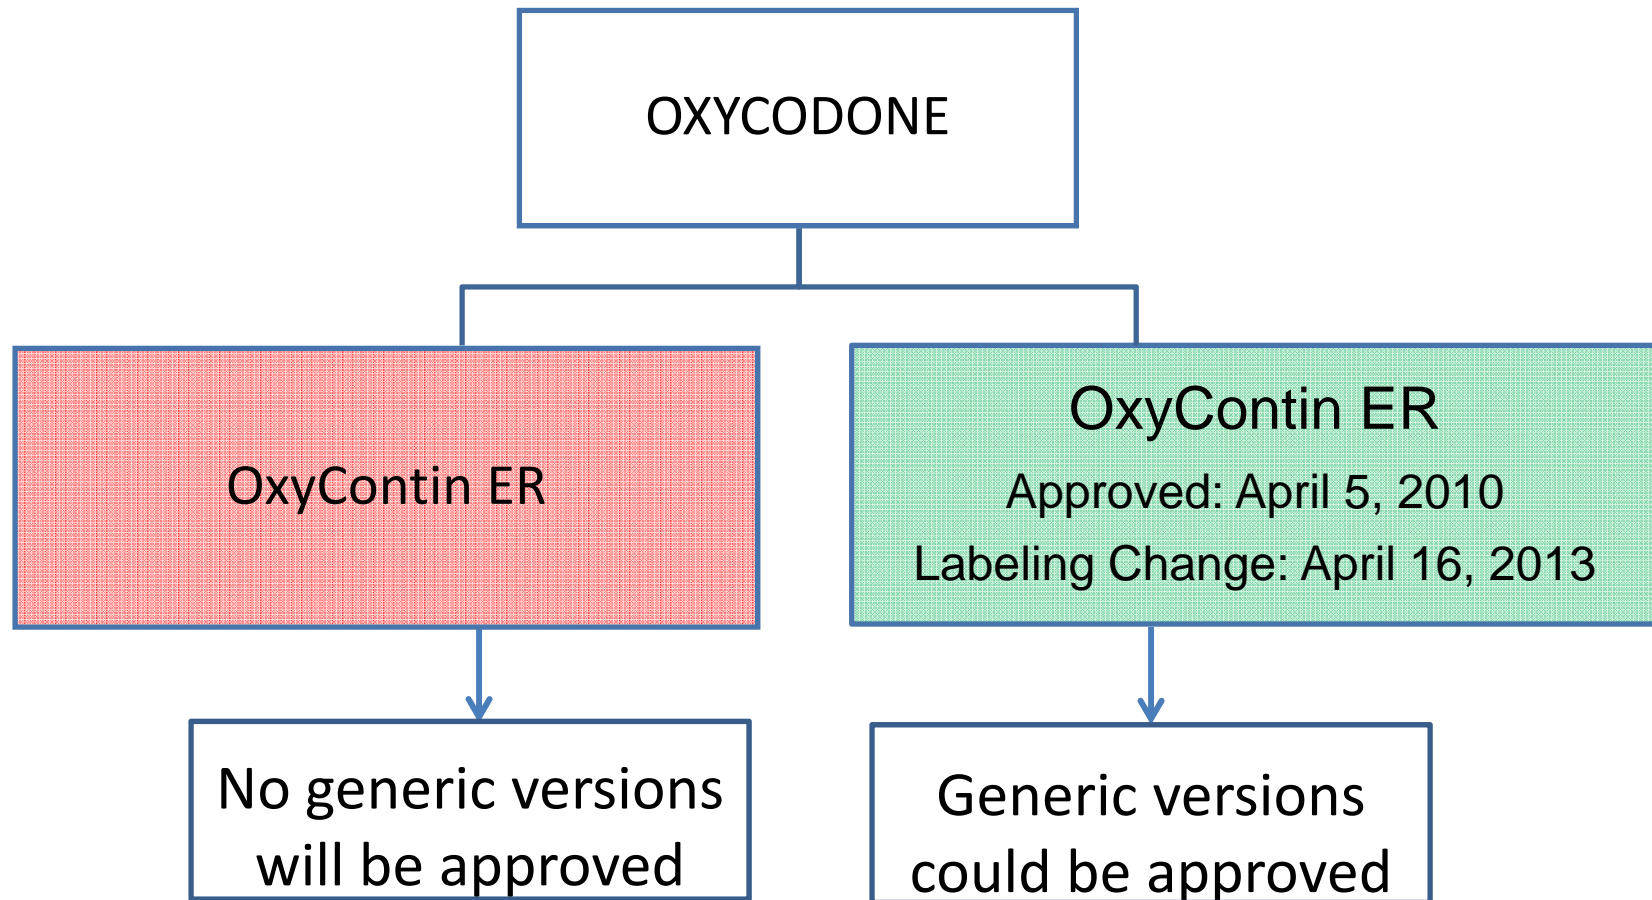 OXYCODONE
OxyContin ER
OxyContin ER
Approved: April 5, 2010
Labeling Change: April 16, 2013
No generic versions
will be approved
Generic versions
could be approved